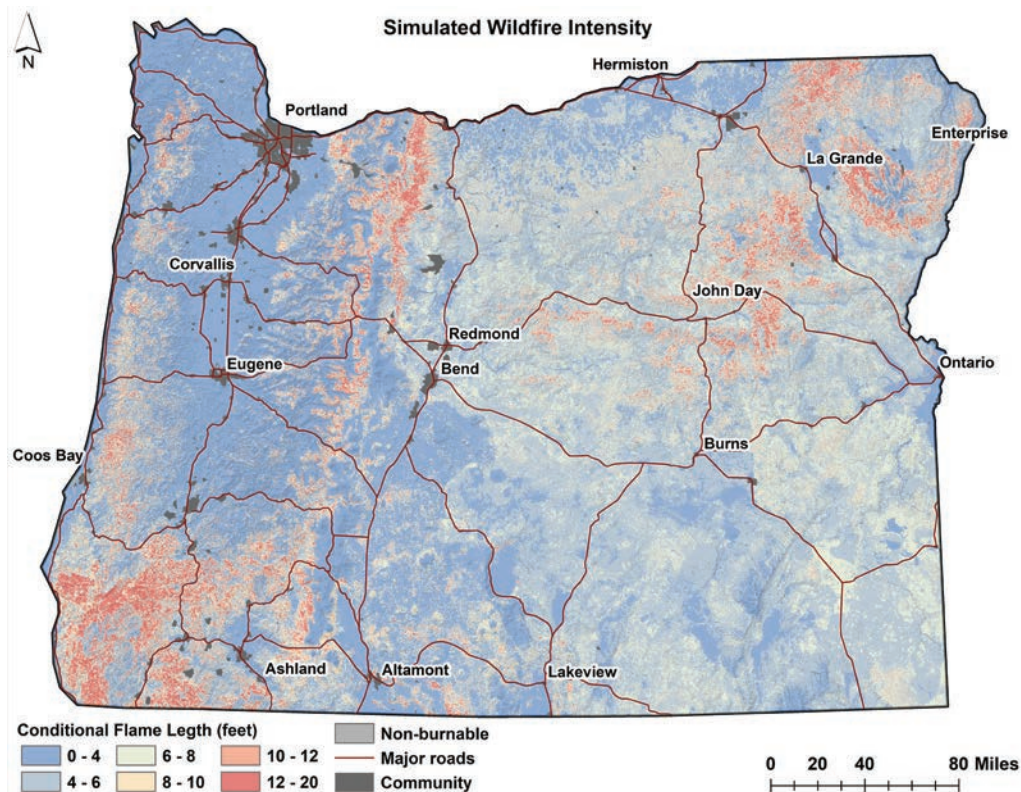 Simulated Wildfire Intensity
N
Hermiston
Portland
Enterprise
La Grande
Corvallis
John Day
Redmond
Eugene
Bend
Ontario
Coos Bay
Burns
Ashland
Altamont
Lakeview
Conditional Flame Legth (feet)
0 - 4
6 - 8
10 - 12
4 - 6
8 - 10
12 - 20
Non-burnable
Major roads
Community
0 20 40 80 Miles